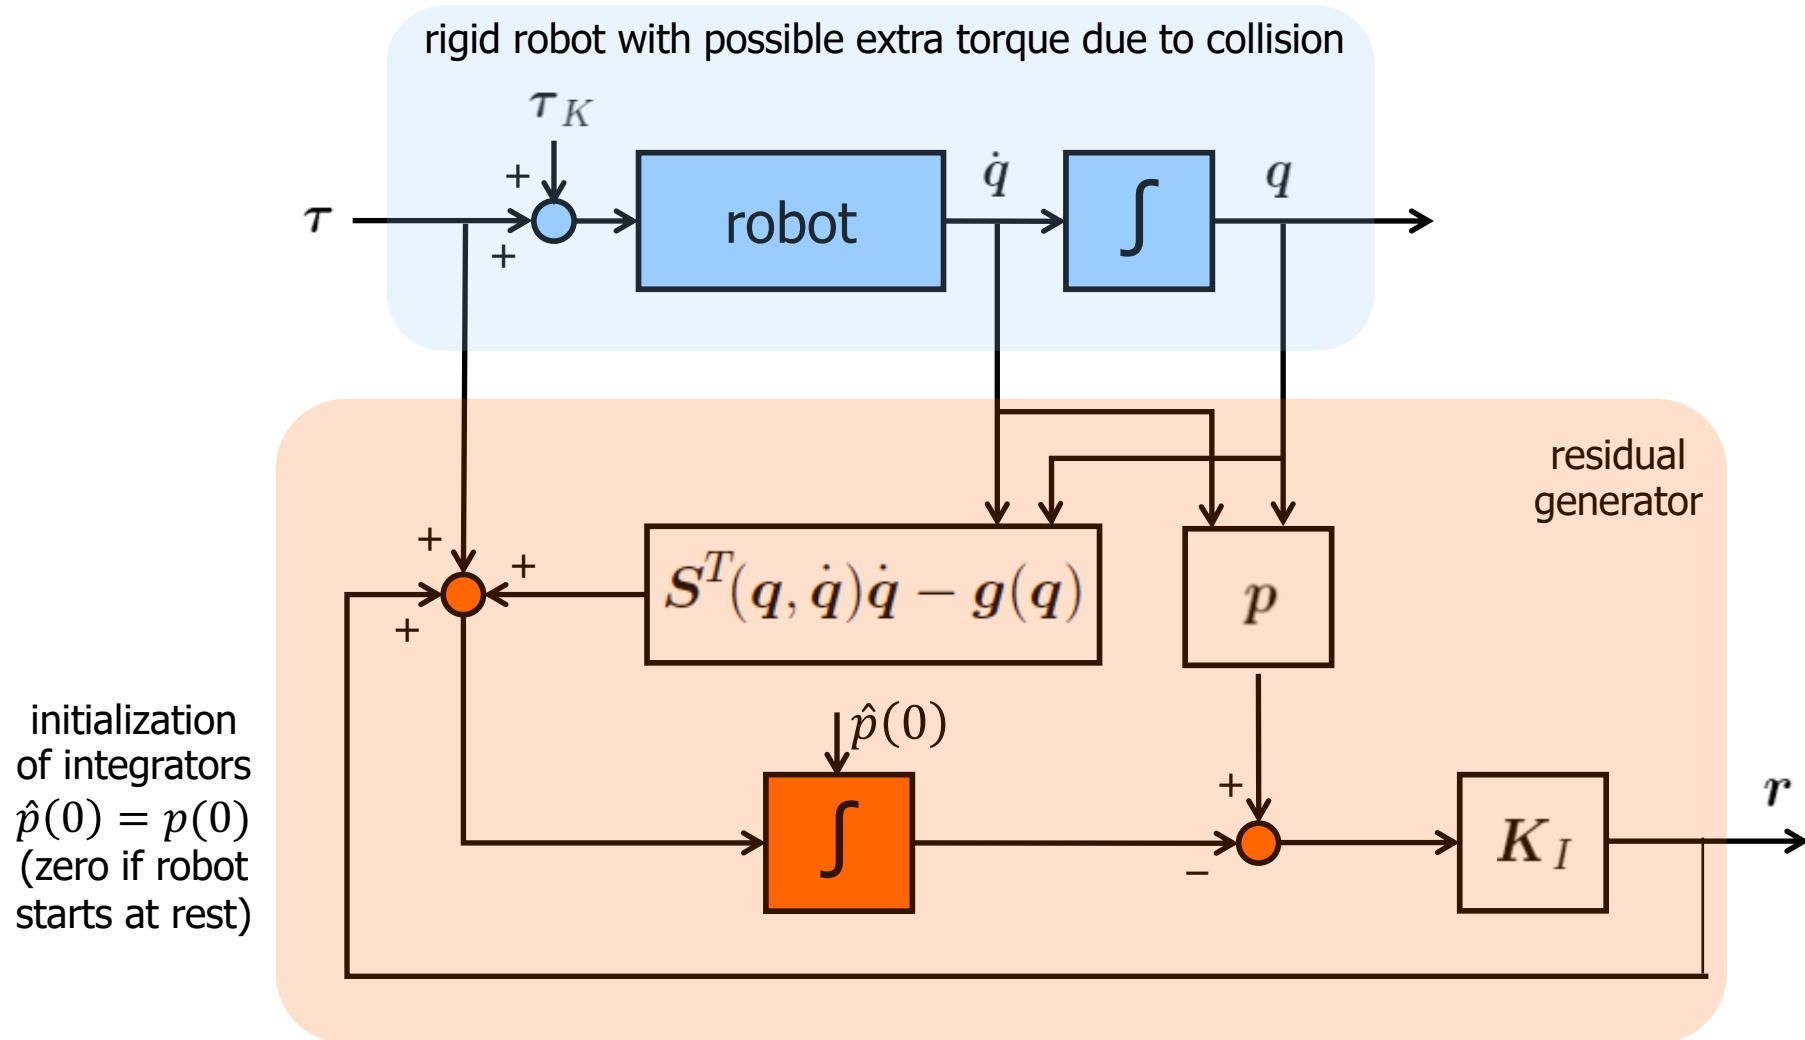 rigid robot with possible extra torque due to collision
τ_K
+
τ
+
robot
q̇
∫
q
residual
generator
+
+
+
S^T(q, q̇)q̇ − g(q)
p
initialization
of integrators
p̂(0) = p(0)
(zero if robot
starts at rest)
p̂(0)
∫
+
−
K_I
r